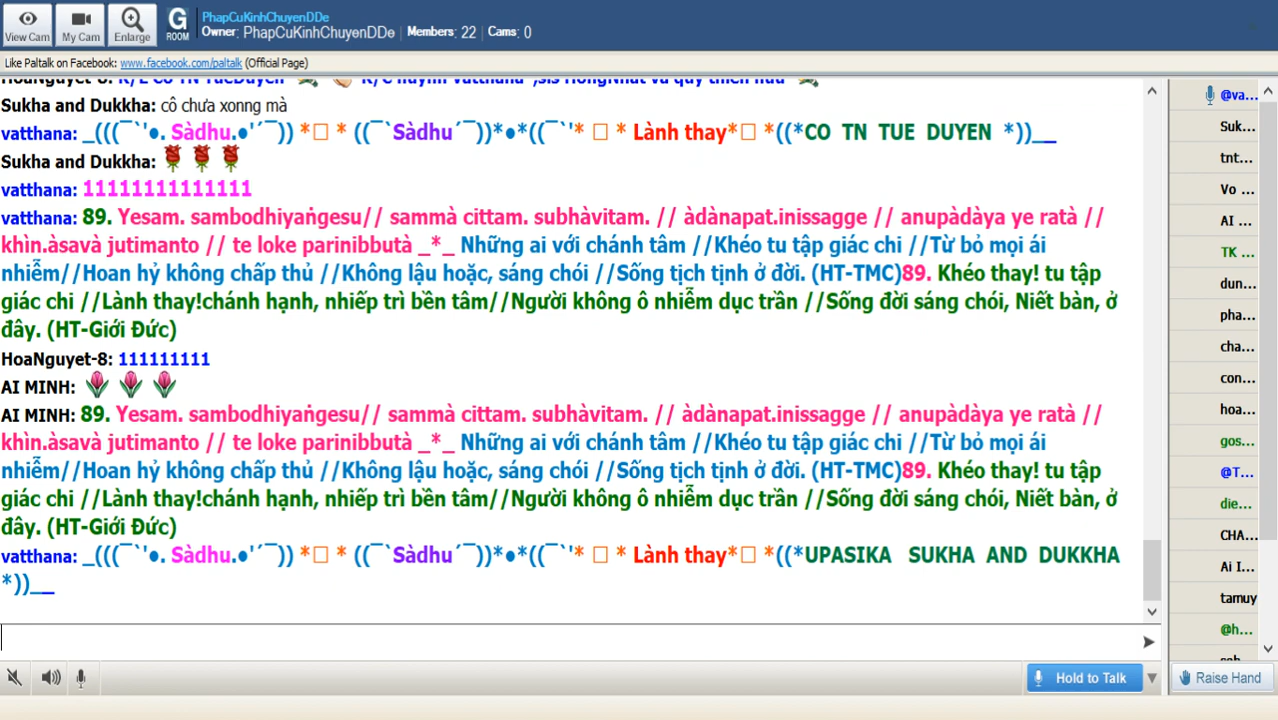 View Cam
My Cam
Enlarge
G
ROOM
PhapCuKinhChuyenDDe
Owner: PhapCuKinhChuyenDDe Members: 22 Cams: 0
Like Paltalk on Facebook: www.facebook.com/paltalk (Official Page)
Sukha and Dukkha: cô chưa xonng mà
vatthana: _(((¯`'●. Sàdhu.●'´¯)) *□ * ((¯`Sàdhu´¯))*●*((¯`'* □ * Lành thay*□ *((*CO TN TUE DUYEN *))__
Sukha and Dukkha:
vatthana: 11111111111111
vatthana: 89. Yesam. sambodhiyaṅgesu// sammà cittam. subhàvitam. // àdànapat.inissagge // anupàdàya ye ratà //
khìn.àsavà jutimanto // te loke parinibbutà _*_ Những ai với chánh tâm //Khéo tu tập giác chi //Từ bỏ mọi ái
nhiễm//Hoan hỷ không chấp thủ //Không lậu hoặc, sáng chói //Sống tịch tịnh ở đời. (HT-TMC)89. Khéo thay! tu tập
giác chi //Lành thay!chánh hạnh, nhiếp trì bền tâm//Người không ô nhiễm dục trần //Sống đời sáng chói, Niết bàn, ở
đây. (HT-Giới Đức)
HoaNguyet-8: 111111111
AI MINH:
AI MINH: 89. Yesam. sambodhiyaṅgesu// sammà cittam. subhàvitam. // àdànapat.inissagge // anupàdàya ye ratà //
khìn.àsavà jutimanto // te loke parinibbutà _*_ Những ai với chánh tâm //Khéo tu tập giác chi //Từ bỏ mọi ái
nhiễm//Hoan hỷ không chấp thủ //Không lậu hoặc, sáng chói //Sống tịch tịnh ở đời. (HT-TMC)89. Khéo thay! tu tập
giác chi //Lành thay!chánh hạnh, nhiếp trì bền tâm//Người không ô nhiễm dục trần //Sống đời sáng chói, Niết bàn, ở
đây. (HT-Giới Đức)
vatthana: _(((¯`'●. Sàdhu.●'´¯)) *□ * ((¯`Sàdhu´¯))*●*((¯`'* □ * Lành thay*□ *((*UPASIKA SUKHA AND DUKKHA
*))__
@va...
Suk...
tnt...
Vo ...
AI ...
TK ...
dun...
pha...
cha...
con...
hoa...
gos...
@T...
die...
CHA...
Ai I...
tamuy
@h...
Hold to Talk
Raise Hand